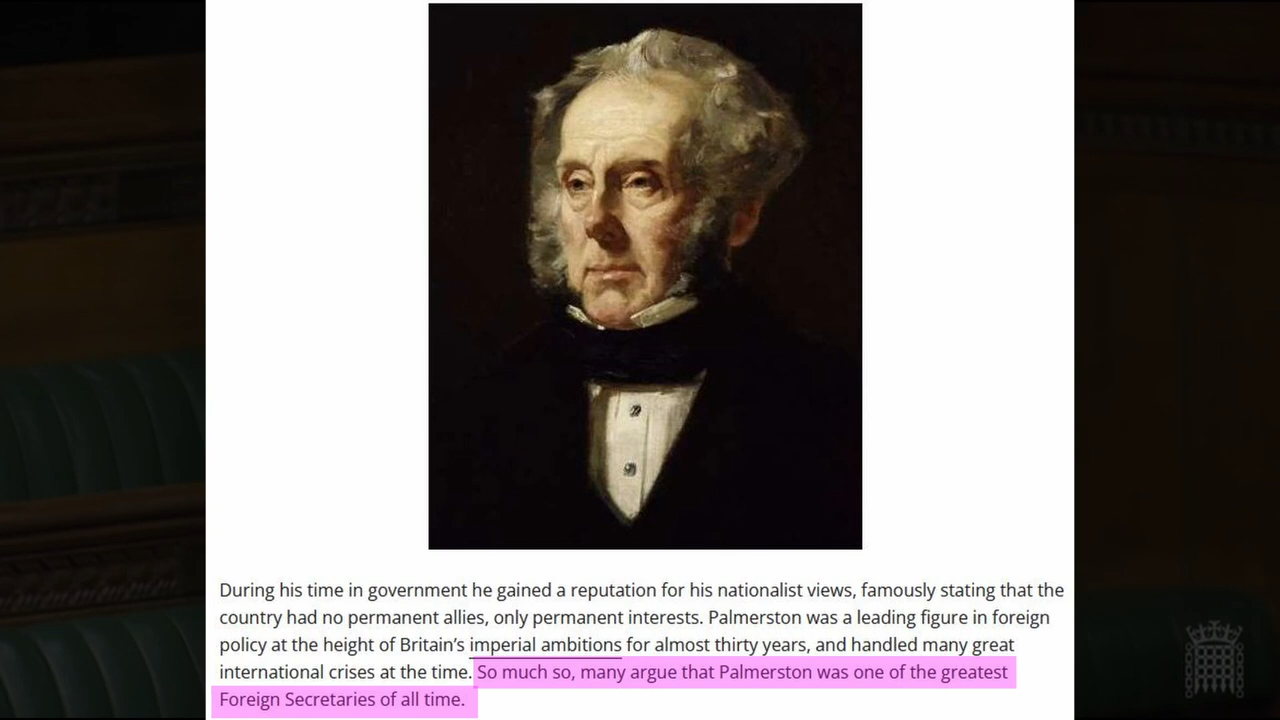 During his time in government he gained a reputation for his nationalist views, famously stating that the
country had no permanent allies, only permanent interests. Palmerston was a leading figure in foreign
policy at the height of Britain’s imperial ambitions for almost thirty years, and handled many great
international crises at the time. So much so, many argue that Palmerston was one of the greatest
Foreign Secretaries of all time.